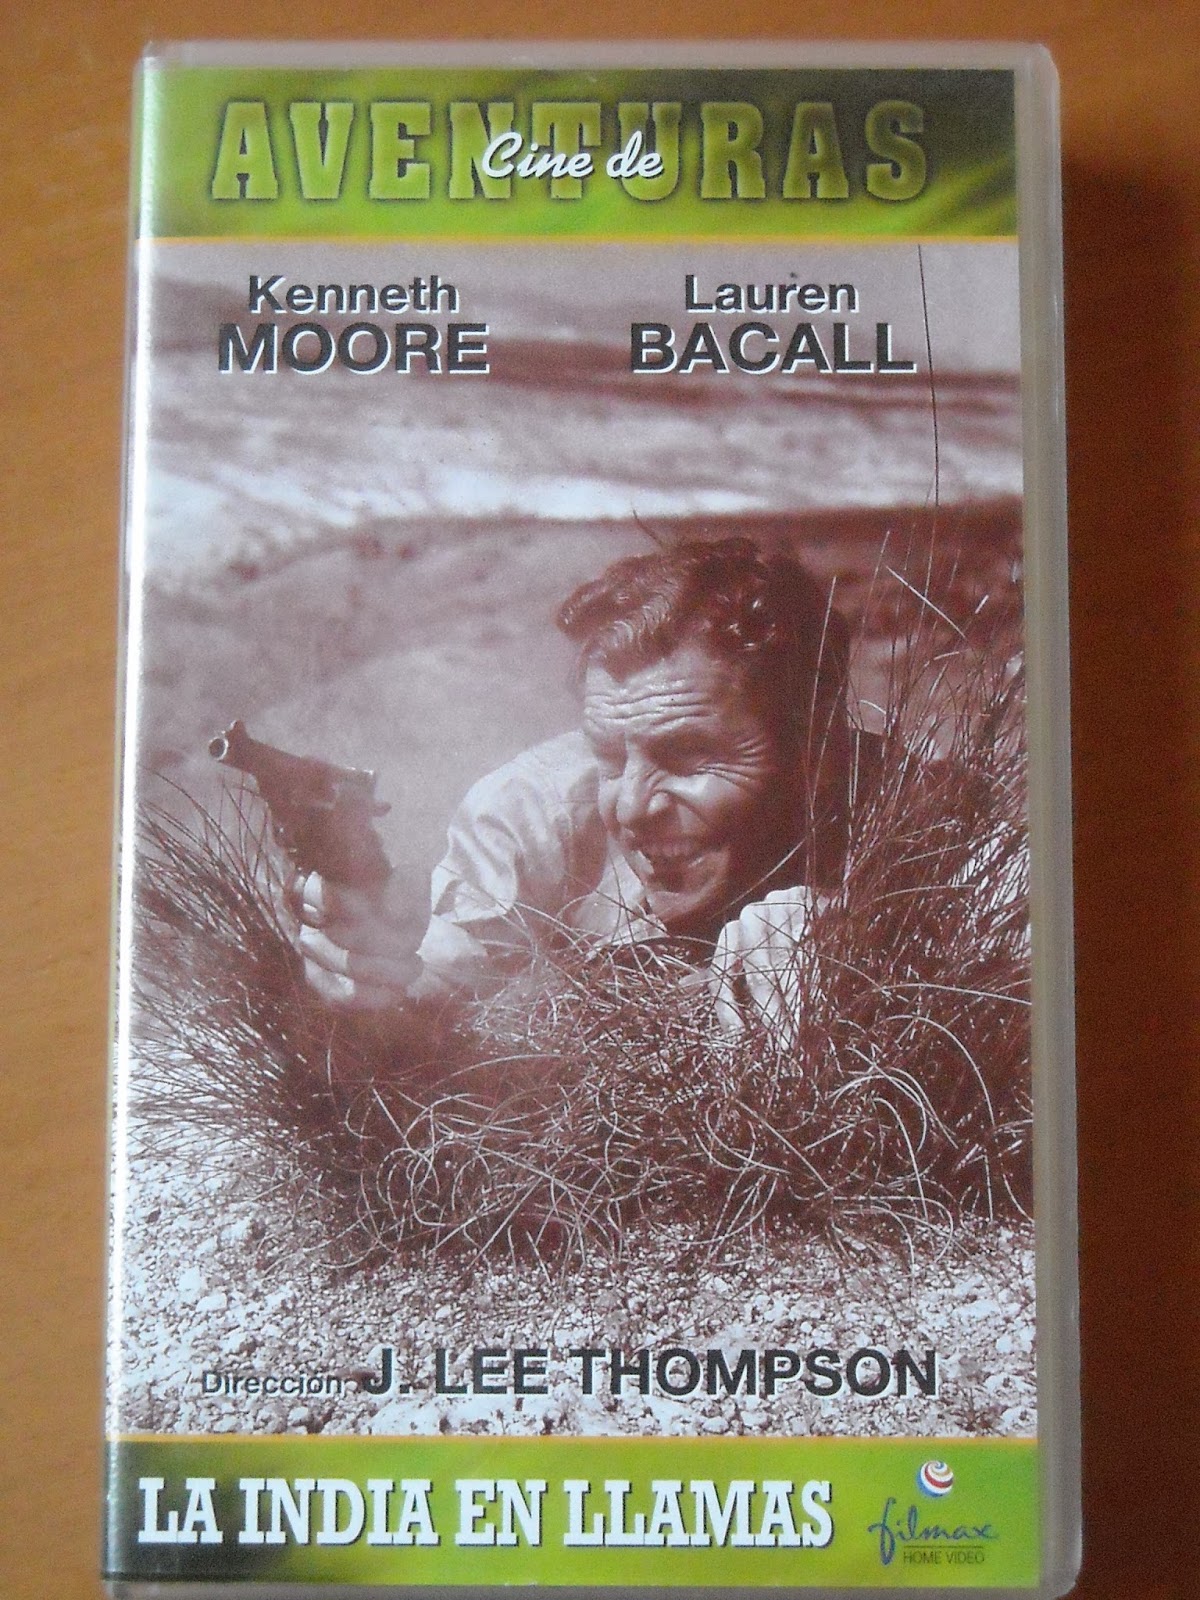 AVENTURAS
Cine de
Kenneth
MOORE
Lauren
BACALL
Dirección, J. LEE THOMPSON
LA INDIA EN LLAMAS
filmax
HOME VIDEO